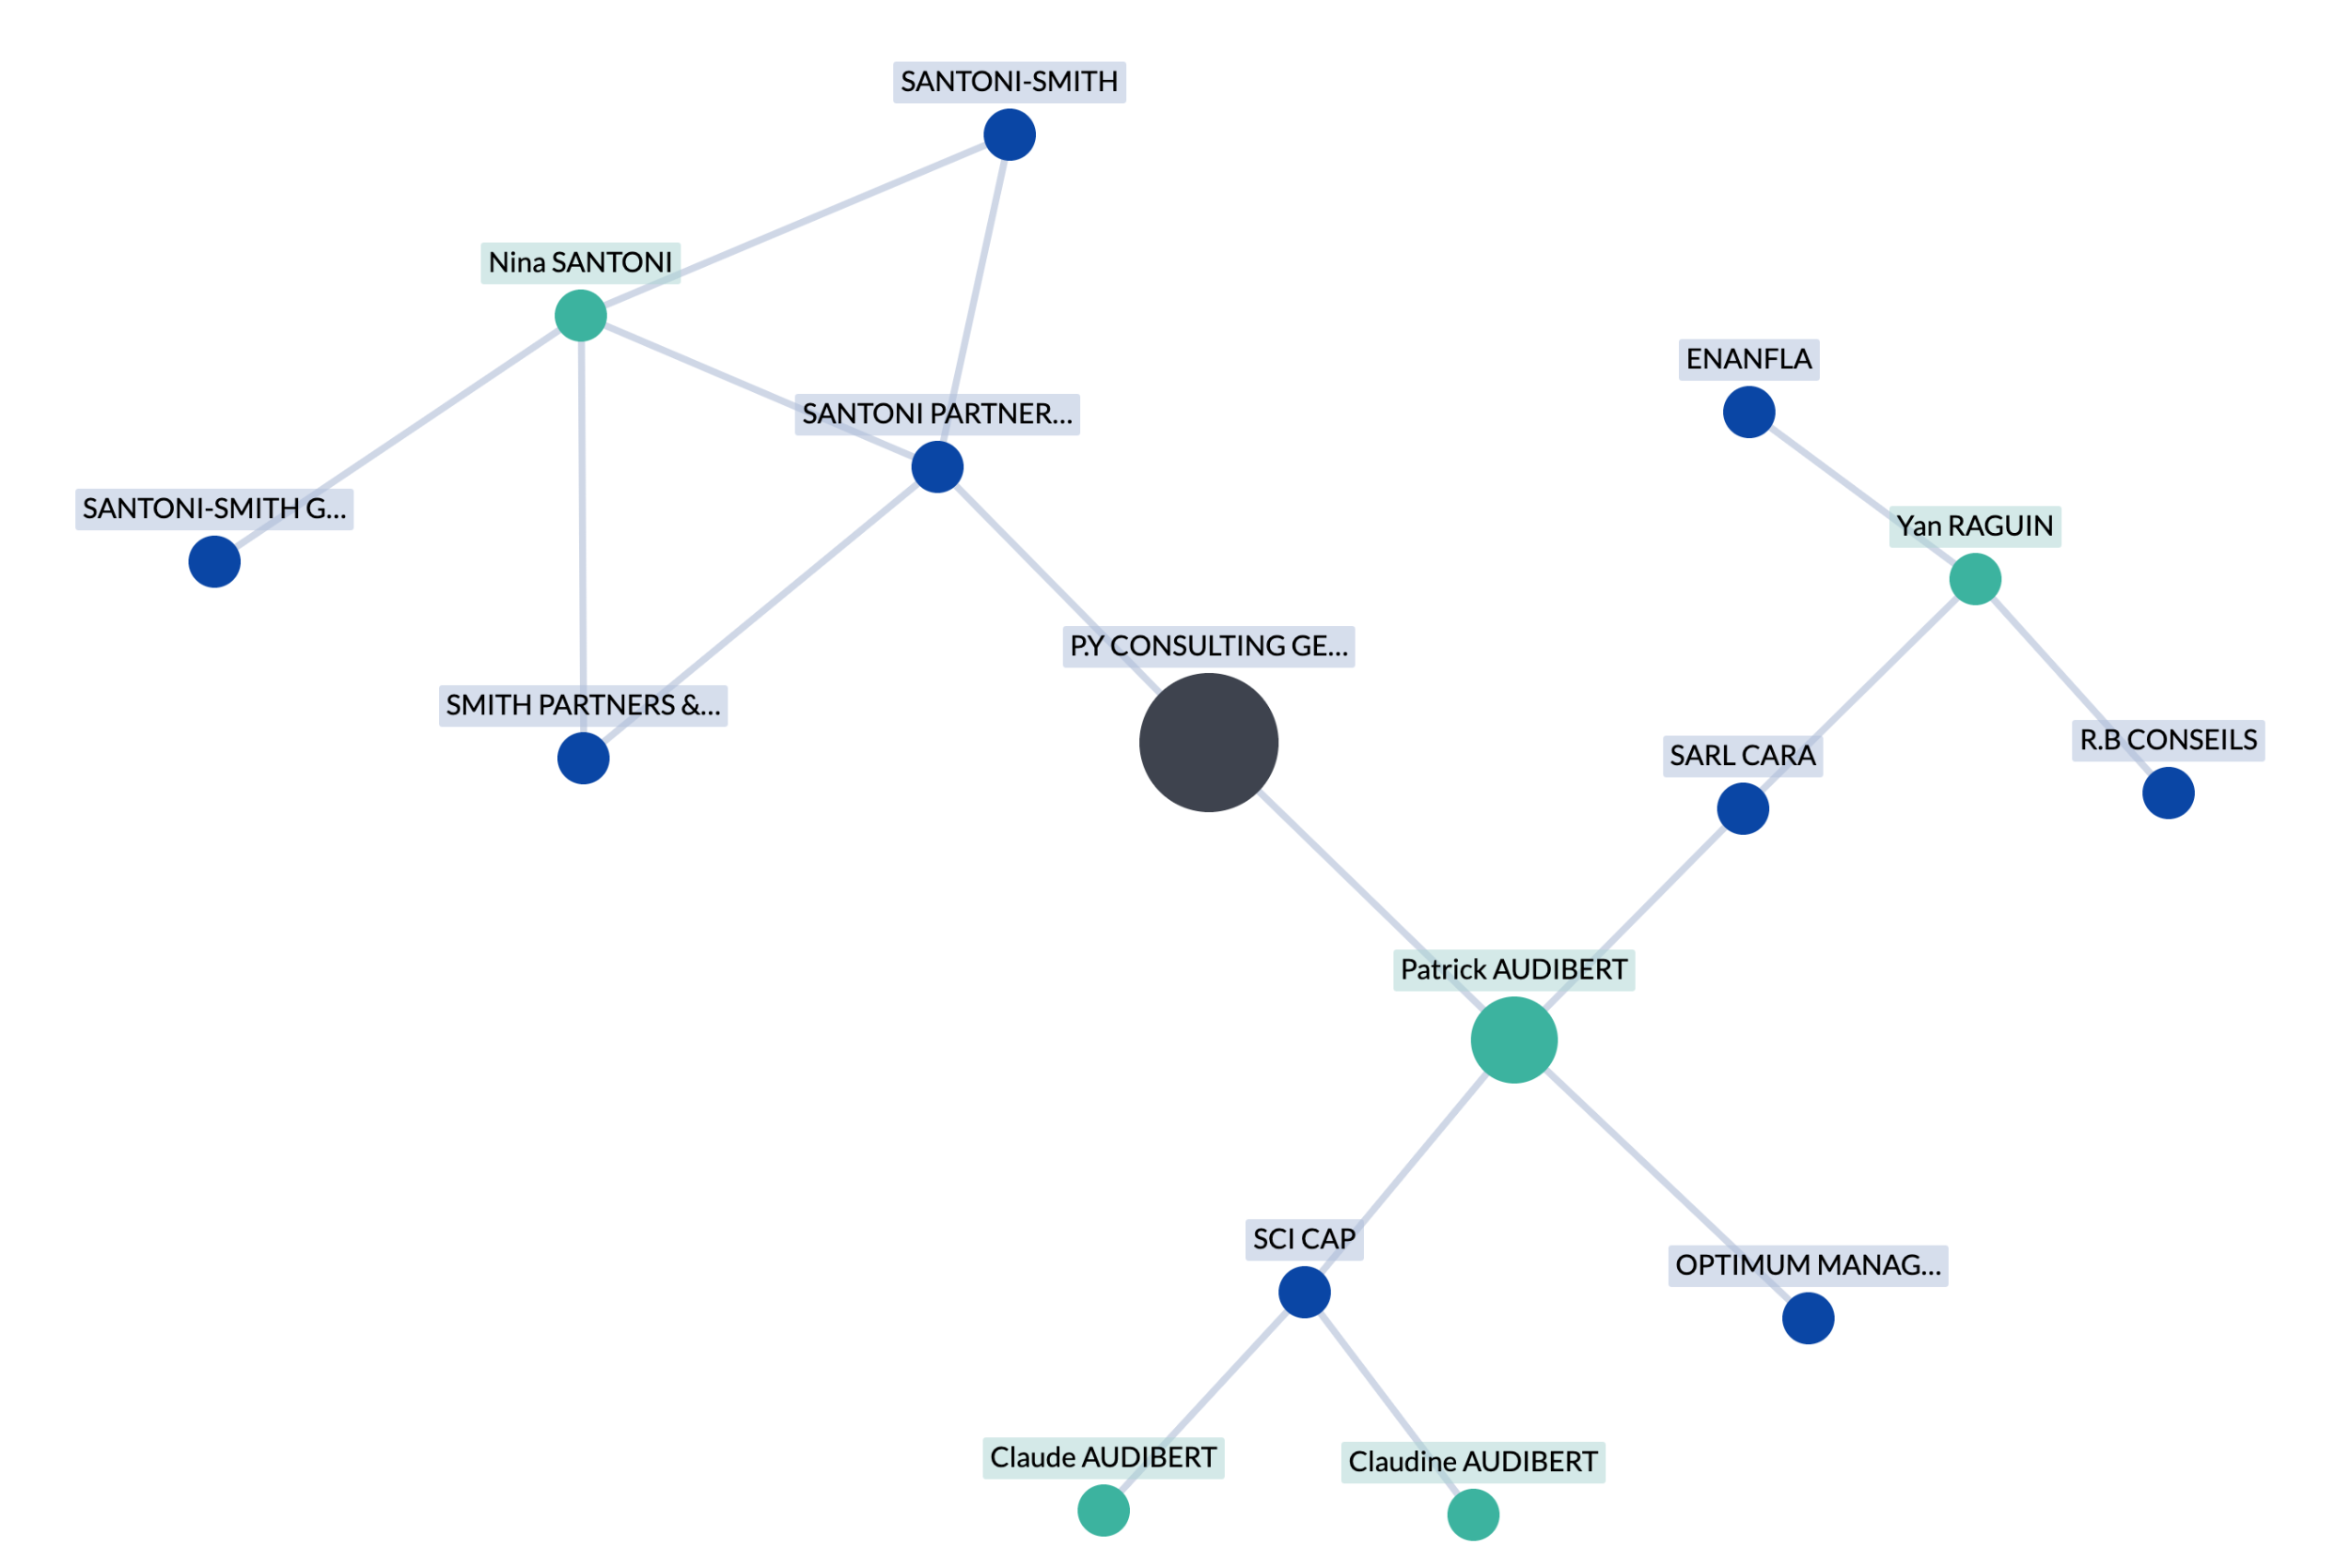 SANTONI-SMITH
Nina SANTONI
ENANFLA
SANTONI PARTNER...
SANTONI-SMITH G...
Yan RAGUIN
P.Y CONSULTING GE...
SMITH PARTNERS &...
R.B CONSEILS
SARL CARA
Patrick AUDIBERT
SCI CAP
OPTIMUM MANAG...
Claude AUDIBERT
Claudine AUDIBERT